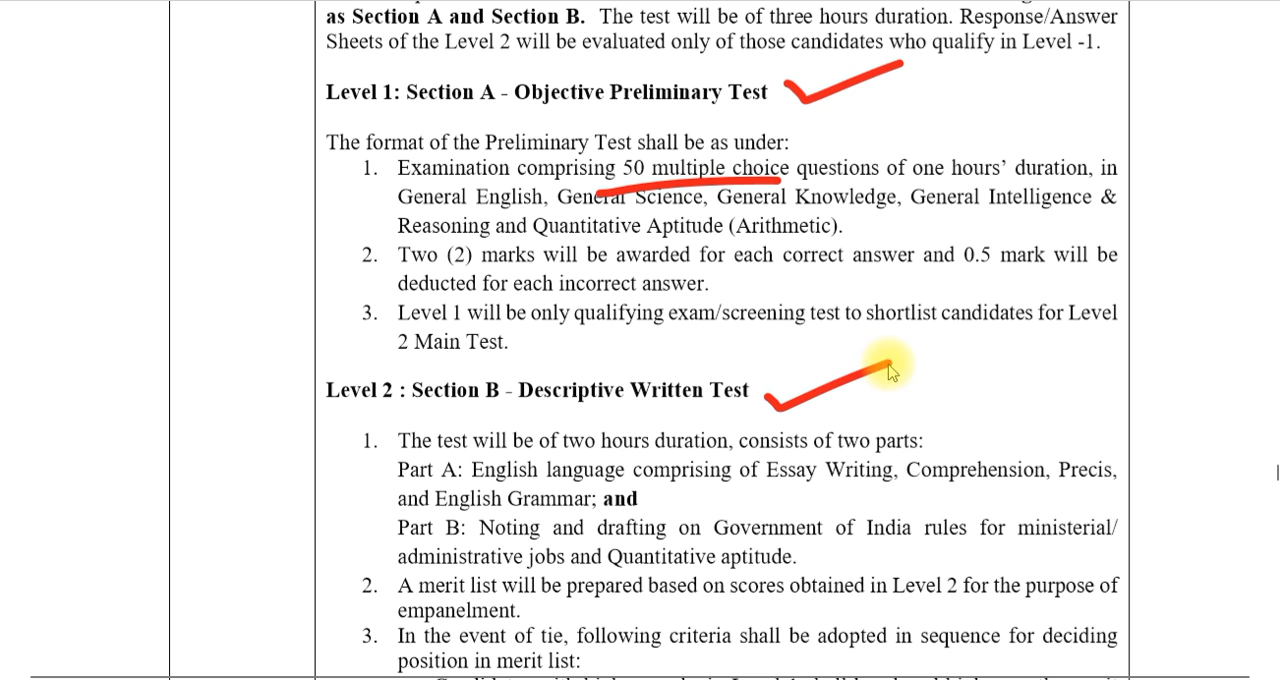 as Section A and Section B. The test will be of three hours duration. Response/Answer
Sheets of the Level 2 will be evaluated only of those candidates who qualify in Level -1.
Level 1: Section A - Objective Preliminary Test
The format of the Preliminary Test shall be as under:
1. Examination comprising 50 multiple choice questions of one hours’ duration, in
General English, General Science, General Knowledge, General Intelligence &
Reasoning and Quantitative Aptitude (Arithmetic).
2. Two (2) marks will be awarded for each correct answer and 0.5 mark will be
deducted for each incorrect answer.
3. Level 1 will be only qualifying exam/screening test to shortlist candidates for Level
2 Main Test.
Level 2 : Section B - Descriptive Written Test
1. The test will be of two hours duration, consists of two parts:
Part A: English language comprising of Essay Writing, Comprehension, Precis,
and English Grammar; and
Part B: Noting and drafting on Government of India rules for ministerial/
administrative jobs and Quantitative aptitude.
2. A merit list will be prepared based on scores obtained in Level 2 for the purpose of
empanelment.
3. In the event of tie, following criteria shall be adopted in sequence for deciding
position in merit list: